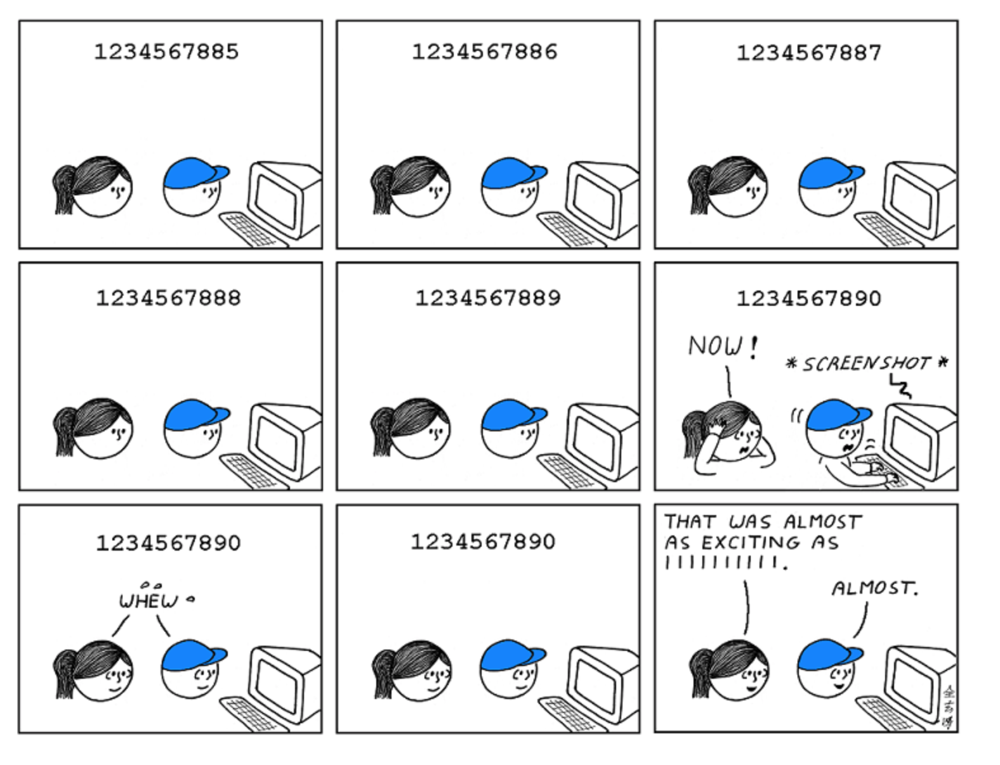 1234567885
1234567886
1234567887
1234567888
1234567889
1234567890
NOW!
*SCREENSHOT*
1234567890
WHEW
1234567890
THAT WAS ALMOST
AS EXCITING AS
1111111111.
ALMOST.